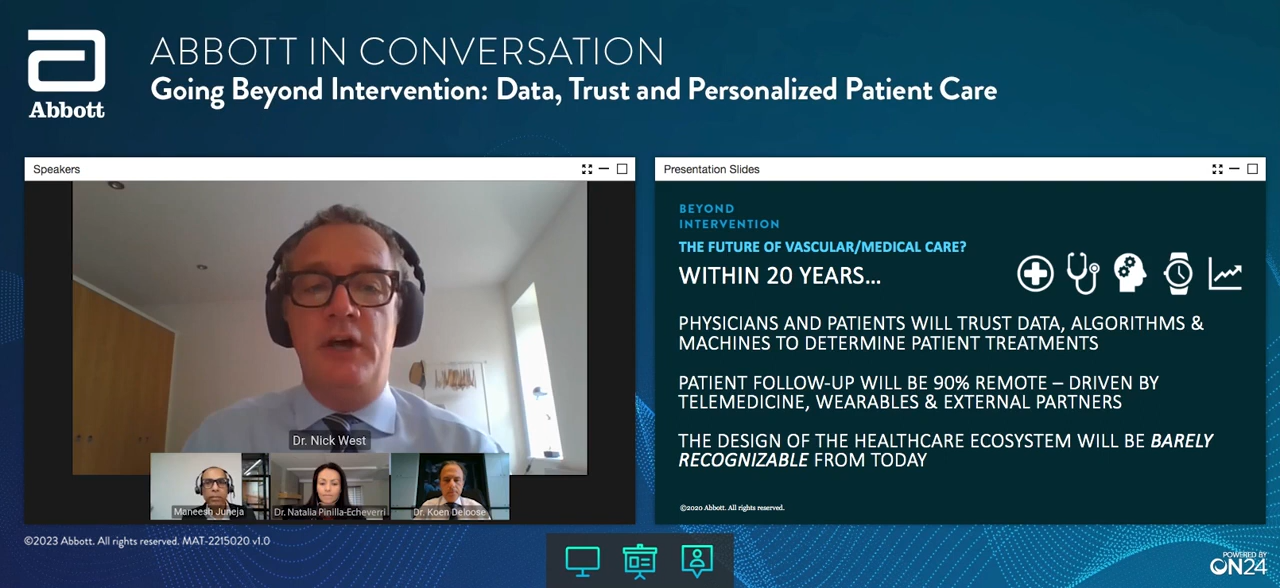 Abbott
ABBOTT IN CONVERSATION
Going Beyond Intervention: Data, Trust and Personalized Patient Care
Speakers
Dr. Nick West
Maneesh Juneja
Dr. Natalia Pinilla-Echeverri
Dr. Koen Deloose
Presentation Slides
BEYOND
INTERVENTION
THE FUTURE OF VASCULAR/MEDICAL CARE?
WITHIN 20 YEARS...
PHYSICIANS AND PATIENTS WILL TRUST DATA, ALGORITHMS &
MACHINES TO DETERMINE PATIENT TREATMENTS
PATIENT FOLLOW-UP WILL BE 90% REMOTE – DRIVEN BY
TELEMEDICINE, WEARABLES & EXTERNAL PARTNERS
THE DESIGN OF THE HEALTHCARE ECOSYSTEM WILL BE BARELY
RECOGNIZABLE FROM TODAY
©2020 Abbott. All rights reserved.
©2023 Abbott. All rights reserved. MAT-2215020 v1.0
POWERED BY
ON24